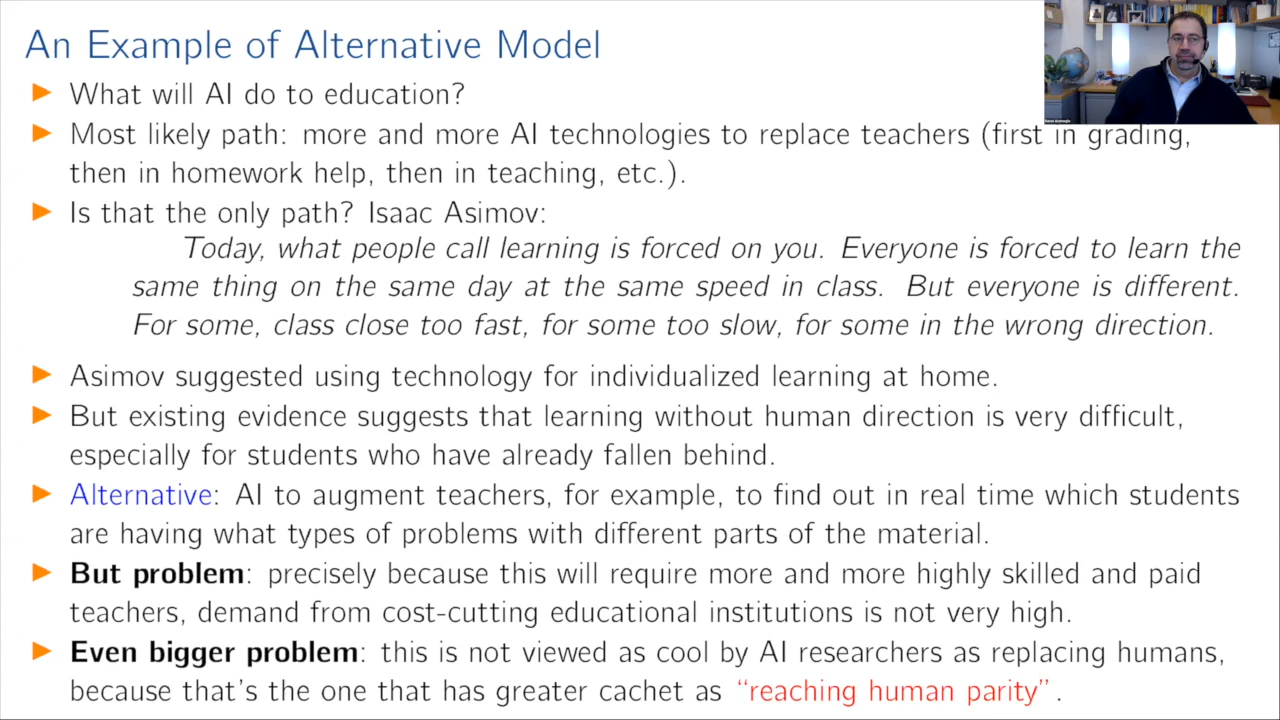 An Example of Alternative Model
What will AI do to education?
Most likely path: more and more AI technologies to replace teachers (first in grading,
then in homework help, then in teaching, etc.).
Is that the only path? Isaac Asimov:
Today, what people call learning is forced on you. Everyone is forced to learn the
same thing on the same day at the same speed in class. But everyone is different.
For some, class close too fast, for some too slow, for some in the wrong direction.
Asimov suggested using technology for individualized learning at home.
But existing evidence suggests that learning without human direction is very difficult,
especially for students who have already fallen behind.
Alternative: AI to augment teachers, for example, to find out in real time which students
are having what types of problems with different parts of the material.
But problem: precisely because this will require more and more highly skilled and paid
teachers, demand from cost-cutting educational institutions is not very high.
Even bigger problem: this is not viewed as cool by AI researchers as replacing humans,
because that's the one that has greater cachet as “reaching human parity”.